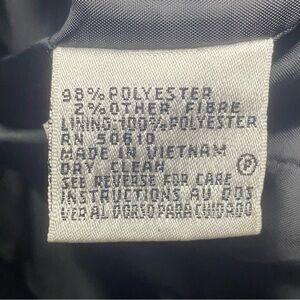 98% POLYESTER
2% OTHER FIBRE
LINING:100% POLYESTER
RN 50610
MADE IN VIETNAM
DRY CLEAN Ⓟ
SEE REVERSE FOR CARE
INSTRUCTIONS AU DOS
VER AL DORSO PARA CUIDADO